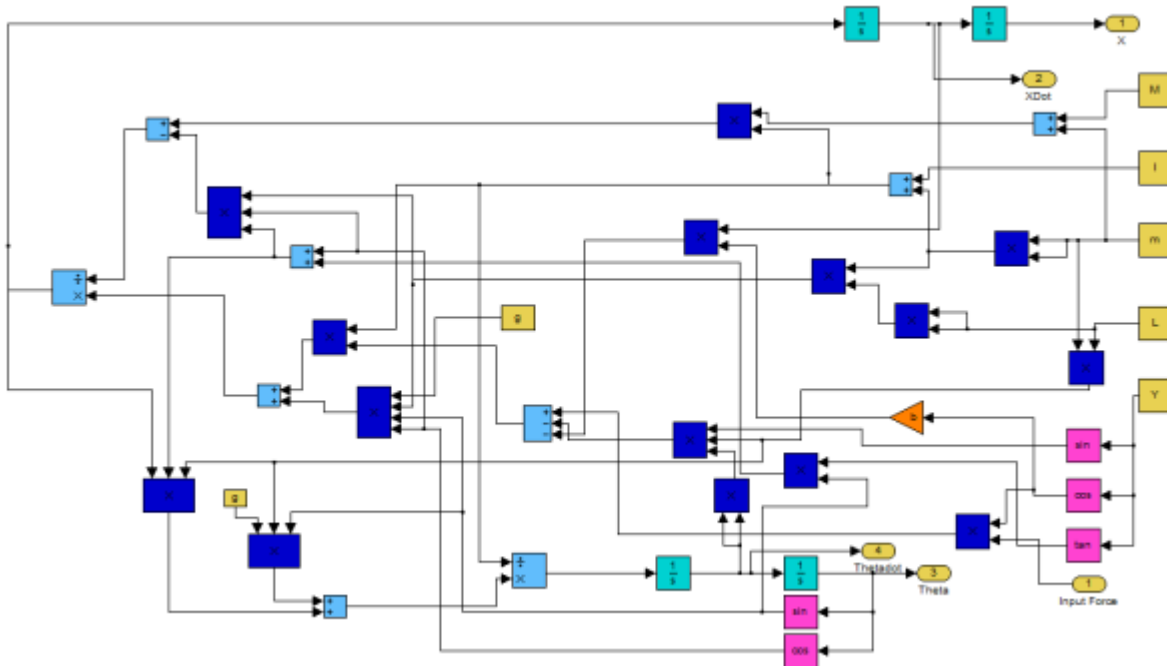 1/s 1/s 1
X
2
XDot
M
+
−
X
+
+
I
+
+
X
X
X
m
+
+
÷
X
X
X
g
L
X
X
+
+
X
+
−
−
b
Y
X
sin
X
X
X
g
cos
X
X
tan
÷
X
1/s
1/s
4
Thetadot
3
Theta
1
Input Force
+
+
sin
cos